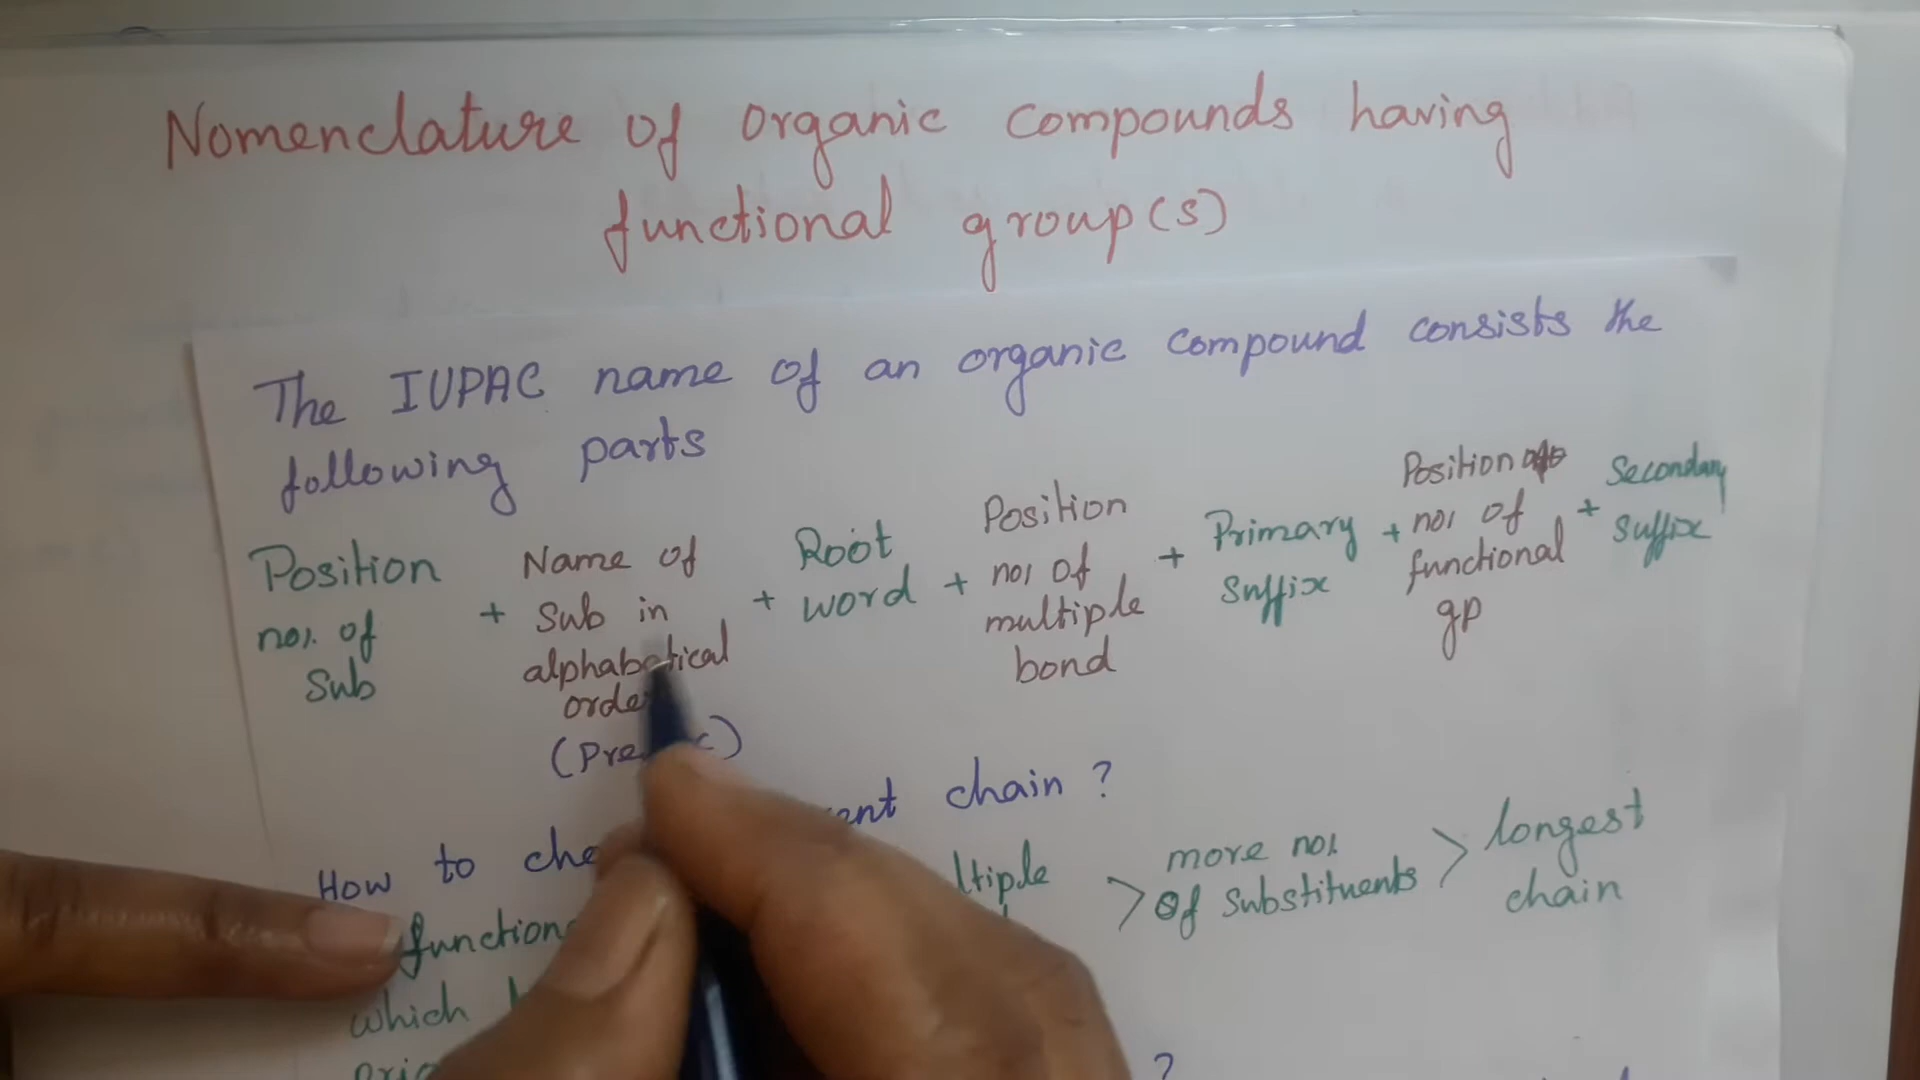 Nomenclature of organic compounds having
functional group(s)
The IUPAC name of an organic compound consists the
following parts
Position
no. of
Sub
+
Name of
Sub in
alphabetical
order
+
Root
word
+
Position
no. of
multiple
bond
+
Primary
Suffix
+
Position
no. of
functional
gp
+
Secondary
Suffix
How to chain ?
> more no.
of substituents
> longest
chain
which
?